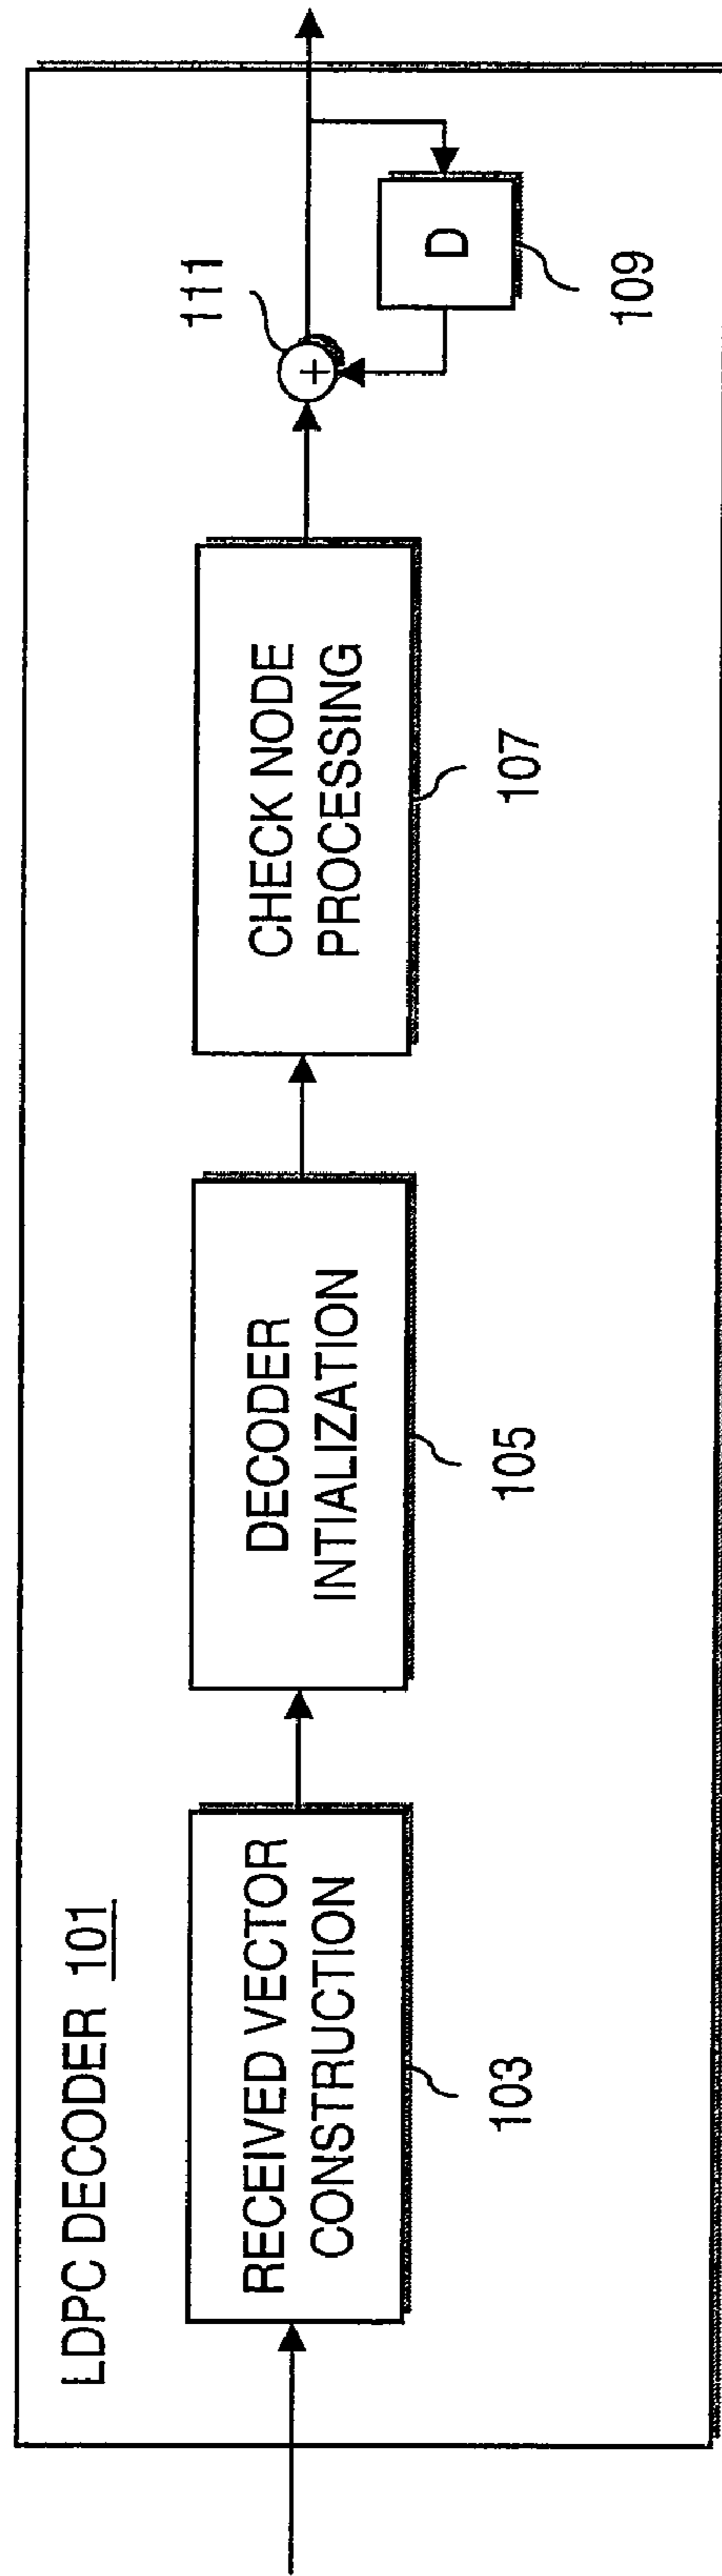 LDPC DECODER 101
RECEIVED VECTOR
CONSTRUCTION
103
DECODER
INTIALIZATION
105
CHECK NODE
PROCESSING
107
111
+
D
109